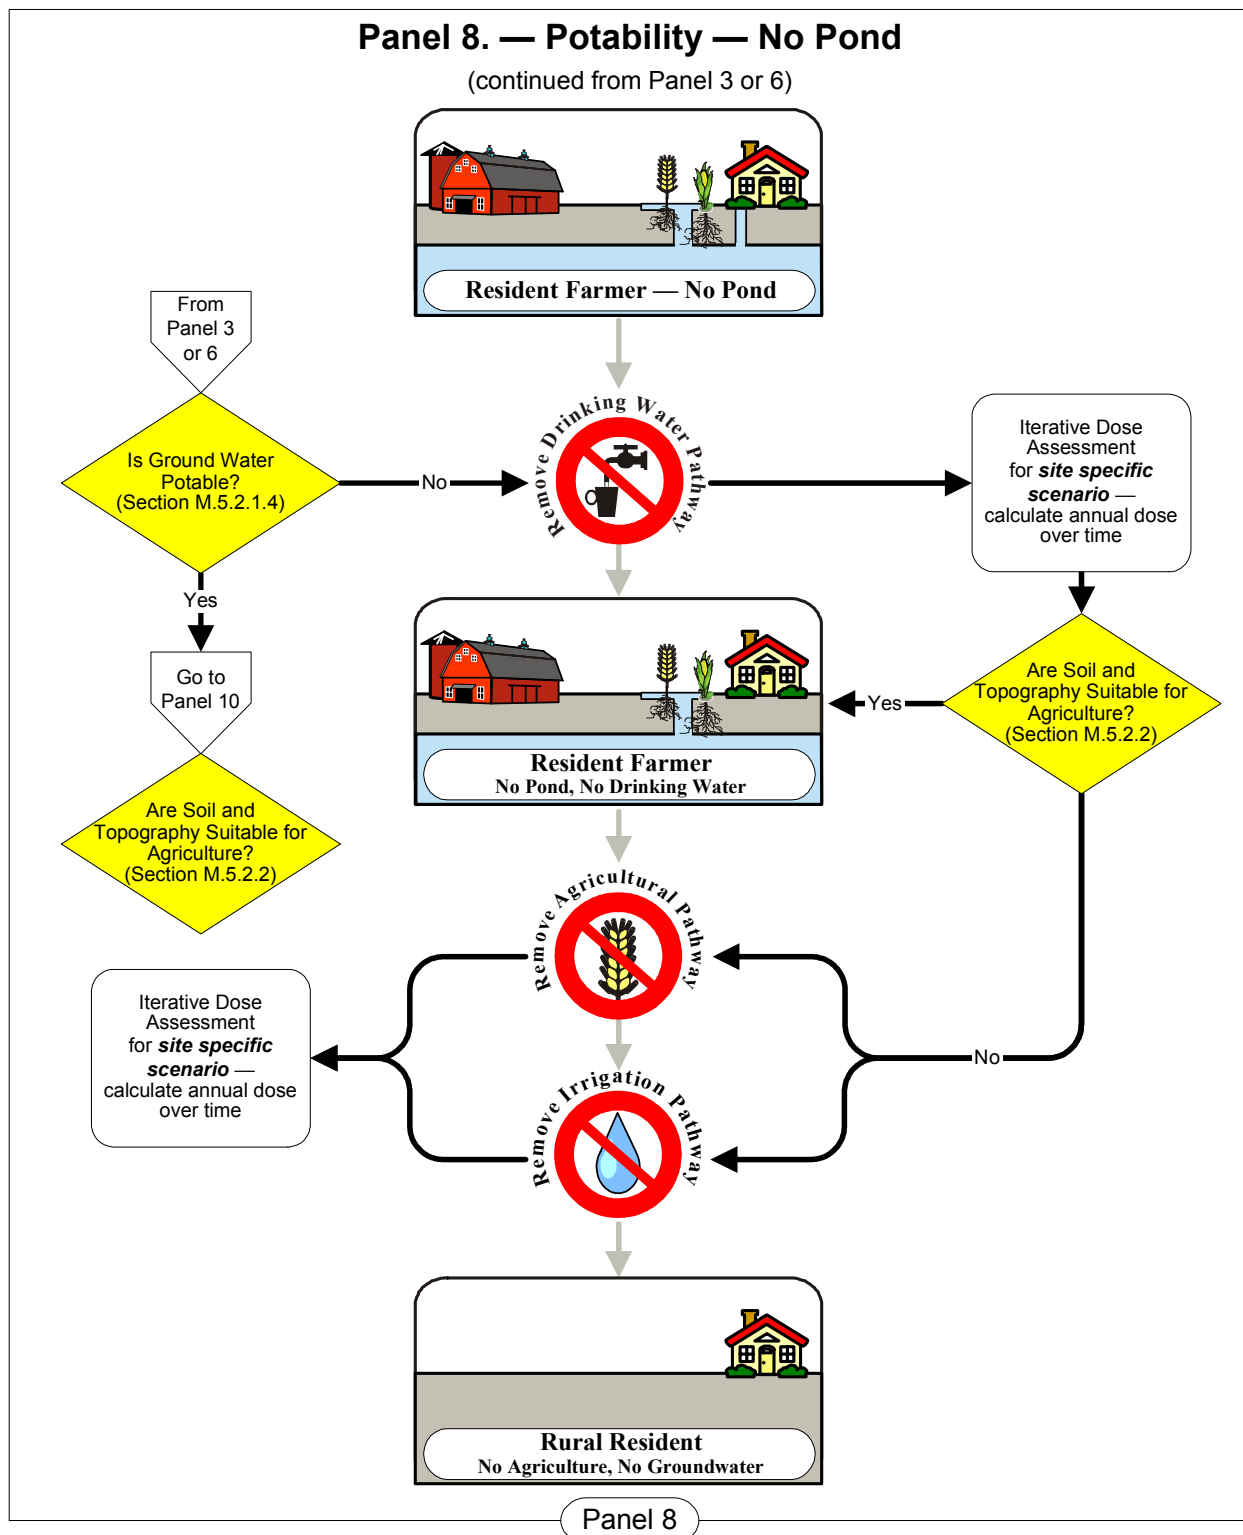 Panel 8. — Potability — No Pond
(continued from Panel 3 or 6)
Resident Farmer — No Pond
From
Panel 3
or 6
Is Ground Water
Potable?
(Section M.5.2.1.4)
No
Remove Drinking Water Pathway
Iterative Dose
Assessment
for site specific
scenario —
calculate annual dose
over time
Yes
Go to
Panel 10
Are Soil and
Topography Suitable for
Agriculture?
(Section M.5.2.2)
Resident Farmer
No Pond, No Drinking Water
Yes
Are Soil and
Topography Suitable for
Agriculture?
(Section M.5.2.2)
No
Remove Agricultural Pathway
Remove Irrigation Pathway
Iterative Dose
Assessment
for site specific
scenario —
calculate annual dose
over time
Rural Resident
No Agriculture, No Groundwater
Panel 8